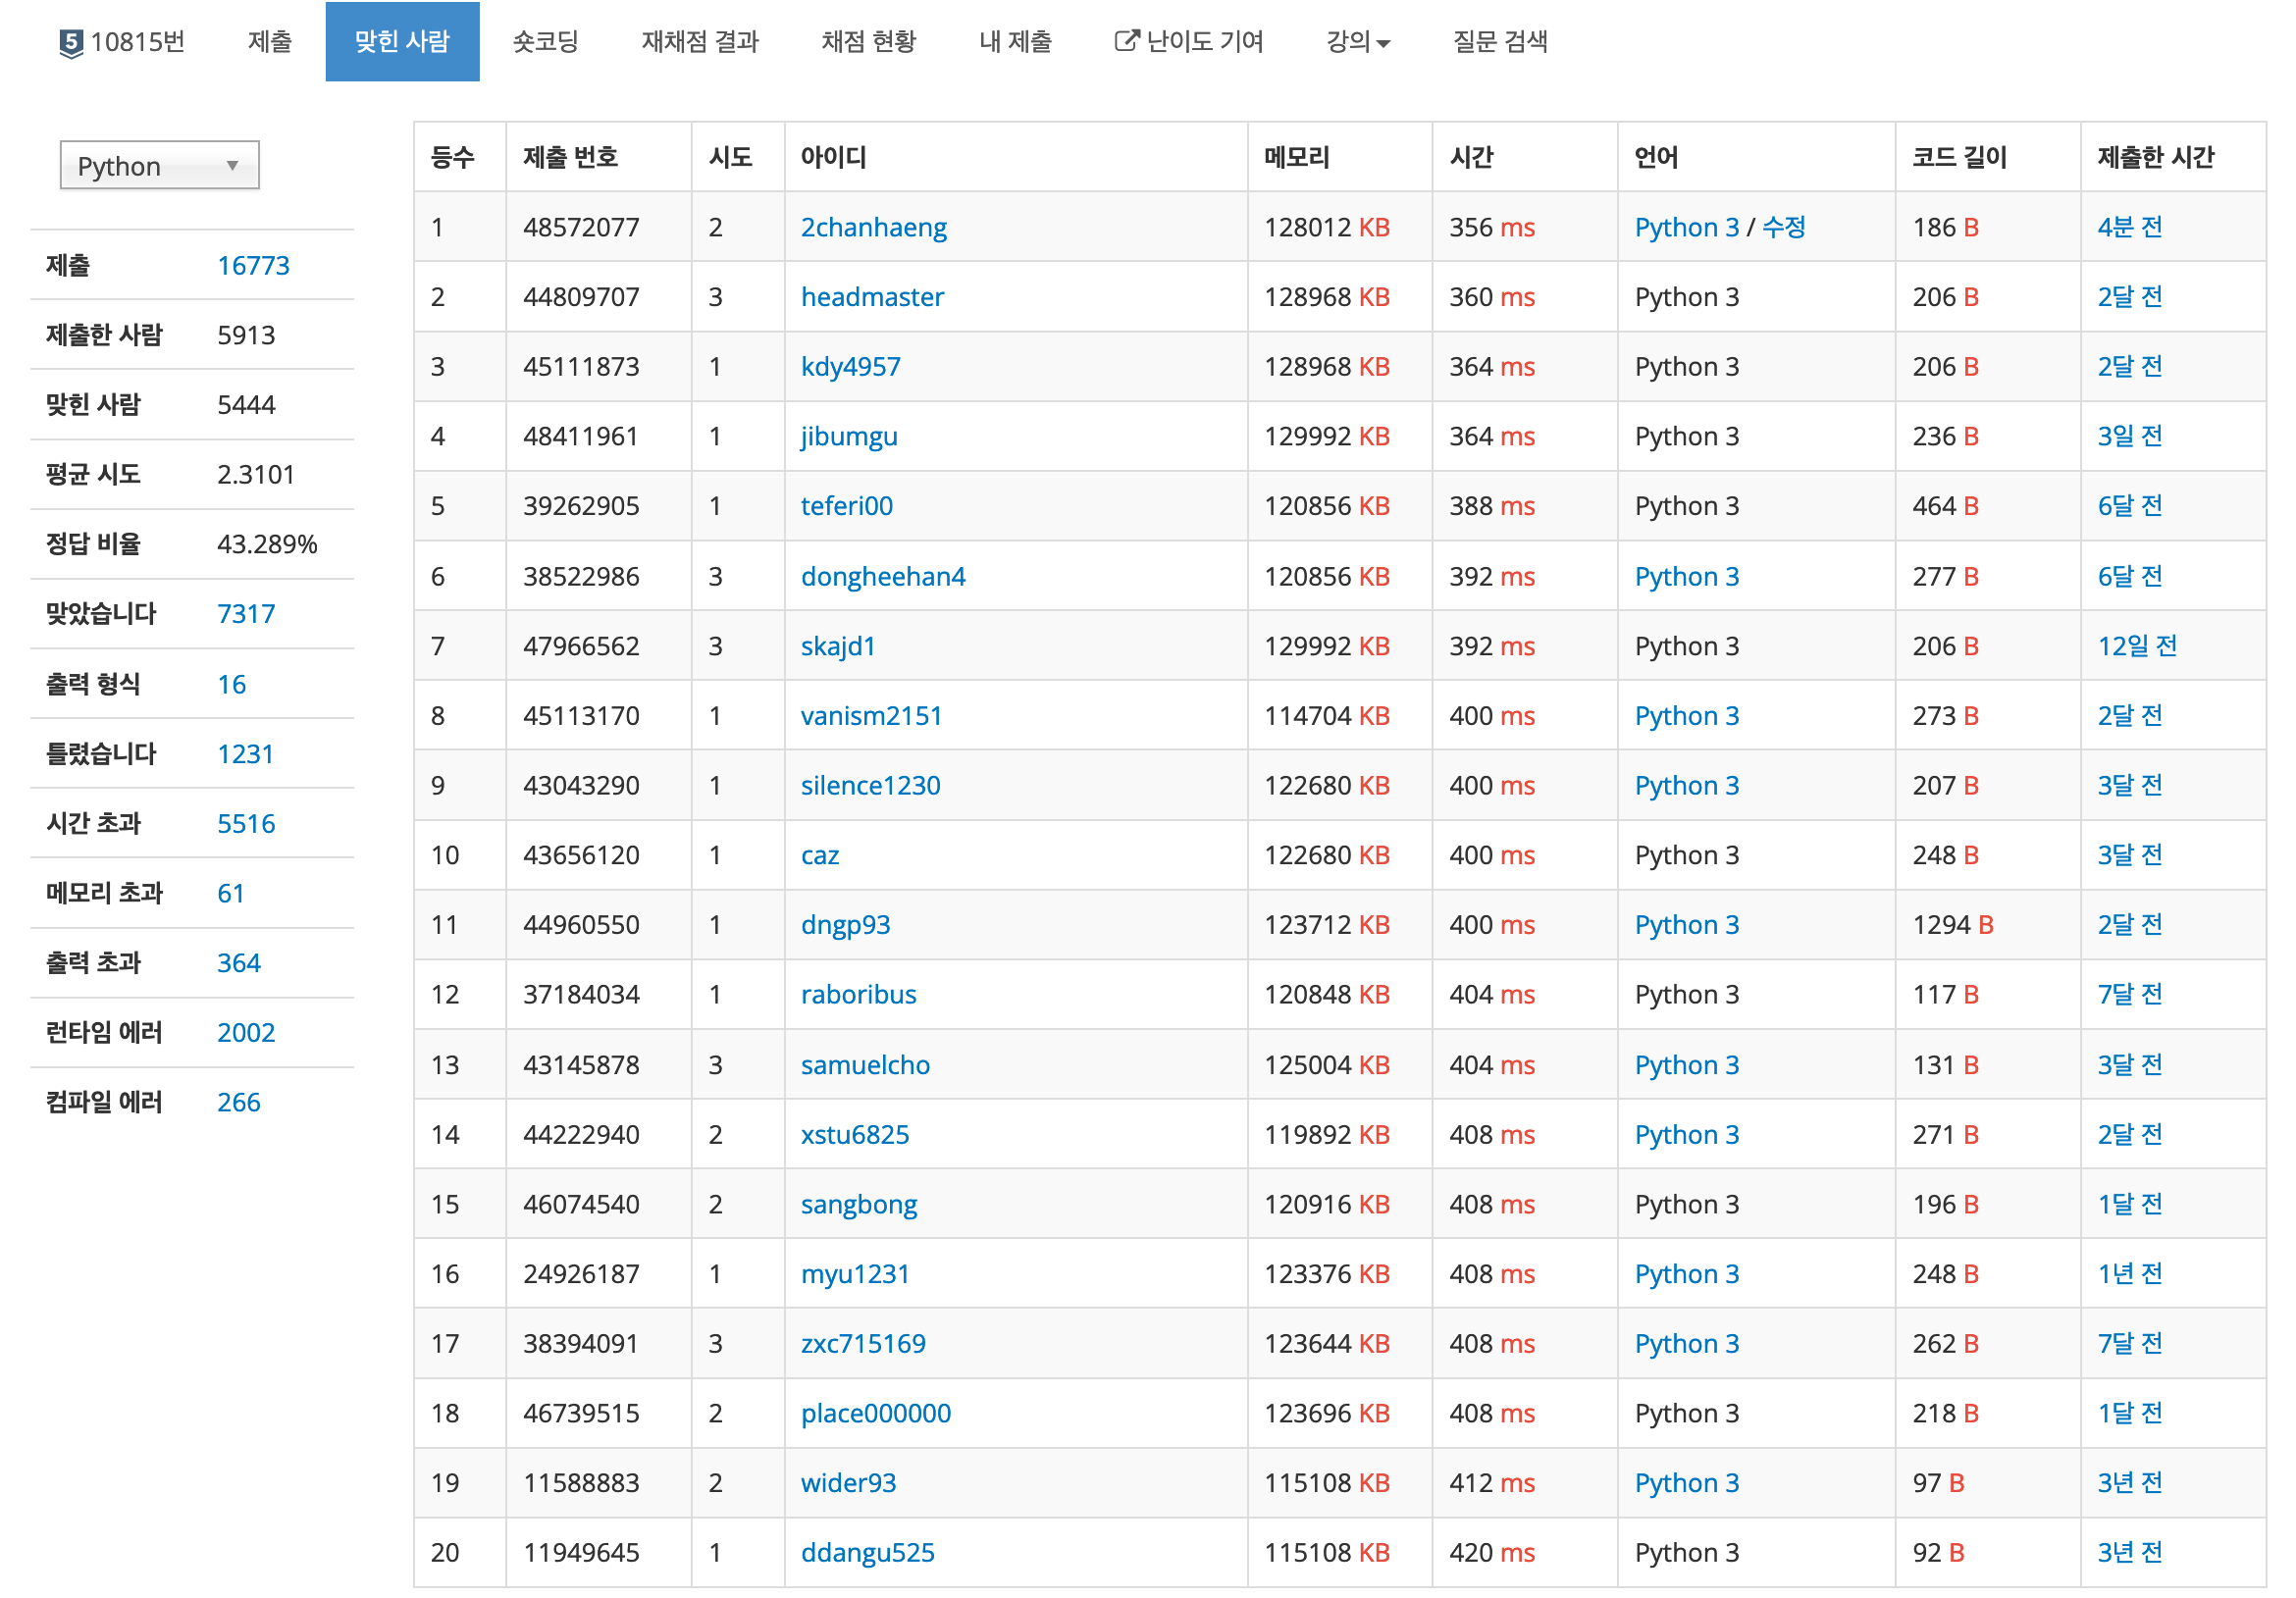 5 10815번 제출 맞힌 사람 숏코딩 재채점 결과 채점 현황 내 제출 난이도 기여 강의 질문 검색
Python
제출 16773
제출한 사람 5913
맞힌 사람 5444
평균 시도 2.3101
정답 비율 43.289%
맞았습니다 7317
출력 형식 16
틀렸습니다 1231
시간 초과 5516
메모리 초과 61
출력 초과 364
런타임 에러 2002
컴파일 에러 266
등수 제출 번호 시도 아이디 메모리 시간 언어 코드 길이 제출한 시간
1 48572077 2 2chanhaeng 128012 KB 356 ms Python 3 / 수정 186 B 4분 전
2 44809707 3 headmaster 128968 KB 360 ms Python 3 206 B 2달 전
3 45111873 1 kdy4957 128968 KB 364 ms Python 3 206 B 2달 전
4 48411961 1 jibumgu 129992 KB 364 ms Python 3 236 B 3일 전
5 39262905 1 teferi00 120856 KB 388 ms Python 3 464 B 6달 전
6 38522986 3 dongheehan4 120856 KB 392 ms Python 3 277 B 6달 전
7 47966562 3 skajd1 129992 KB 392 ms Python 3 206 B 12일 전
8 45113170 1 vanism2151 114704 KB 400 ms Python 3 273 B 2달 전
9 43043290 1 silence1230 122680 KB 400 ms Python 3 207 B 3달 전
10 43656120 1 caz 122680 KB 400 ms Python 3 248 B 3달 전
11 44960550 1 dngp93 123712 KB 400 ms Python 3 1294 B 2달 전
12 37184034 1 raboribus 120848 KB 404 ms Python 3 117 B 7달 전
13 43145878 3 samuelcho 125004 KB 404 ms Python 3 131 B 3달 전
14 44222940 2 xstu6825 119892 KB 408 ms Python 3 271 B 2달 전
15 46074540 2 sangbong 120916 KB 408 ms Python 3 196 B 1달 전
16 24926187 1 myu1231 123376 KB 408 ms Python 3 248 B 1년 전
17 38394091 3 zxc715169 123644 KB 408 ms Python 3 262 B 7달 전
18 46739515 2 place000000 123696 KB 408 ms Python 3 218 B 1달 전
19 11588883 2 wider93 115108 KB 412 ms Python 3 97 B 3년 전
20 11949645 1 ddangu525 115108 KB 420 ms Python 3 92 B 3년 전